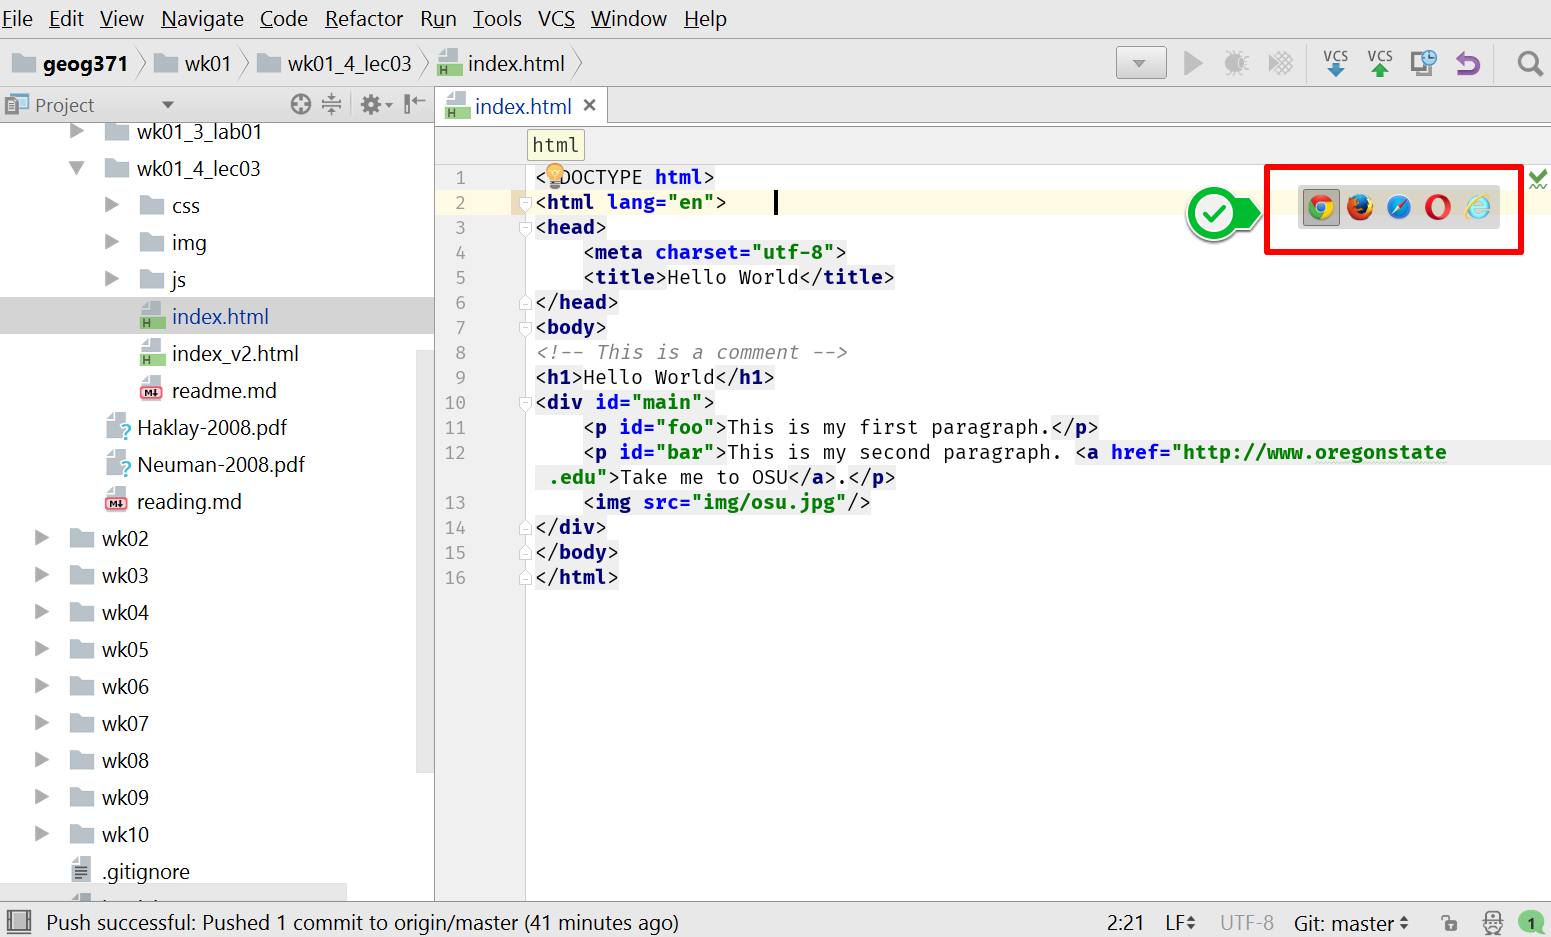 File Edit View Navigate Code Refactor Run Tools VCS Window Help
geog371 wk01 wk01_4_lec03 index.html VCS VCS
Project
index.html
wk01_3_lab01
wk01_4_lec03
css
img
js
index.html
index_v2.html
readme.md
Haklay-2008.pdf
Neuman-2008.pdf
reading.md
wk02
wk03
wk04
wk05
wk06
wk07
wk08
wk09
wk10
.gitignore
html
1 <!DOCTYPE html>
2 <html lang="en">
3 <head>
4 <meta charset="utf-8">
5 <title>Hello World</title>
6 </head>
7 <body>
8 <!-- This is a comment -->
9 <h1>Hello World</h1>
10 <div id="main">
11 <p id="foo">This is my first paragraph.</p>
12 <p id="bar">This is my second paragraph. <a href="http://www.oregonstate
.edu">Take me to OSU</a>.</p>
13 <img src="img/osu.jpg"/>
14 </div>
15 </body>
16 </html>
Push successful: Pushed 1 commit to origin/master (41 minutes ago) 2:21 LF UTF-8 Git: master 1